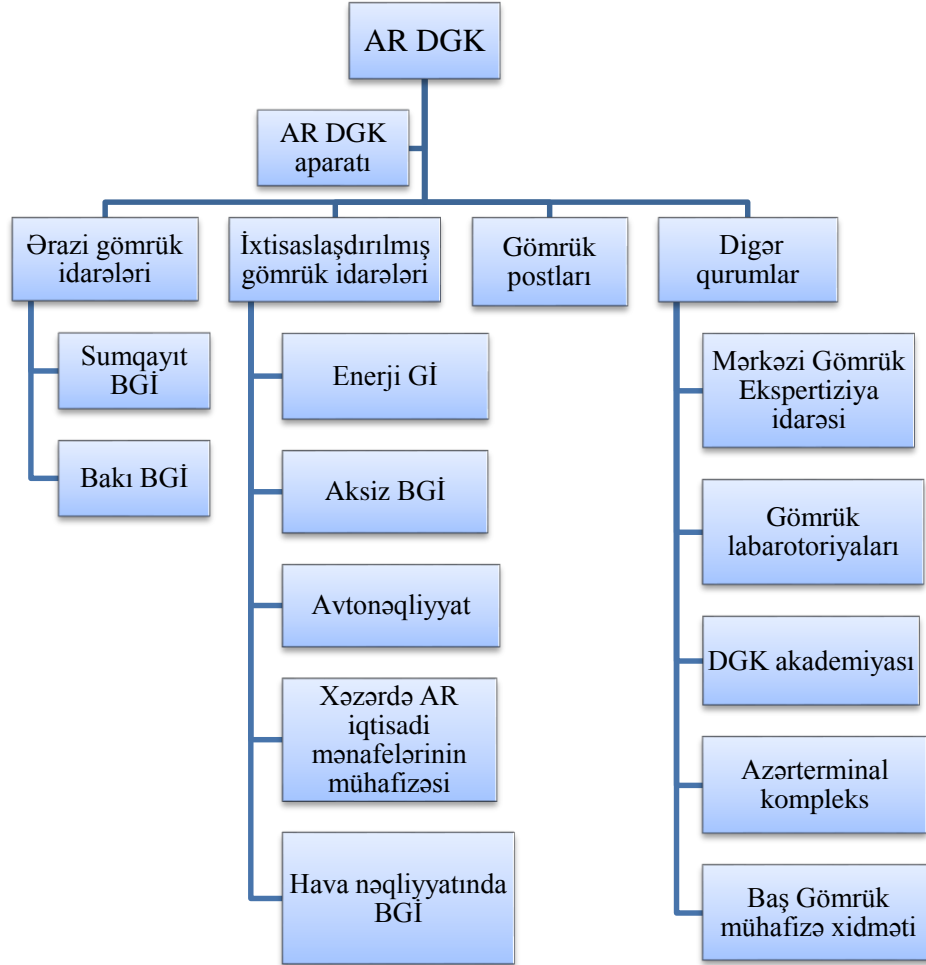 AR DGK
AR DGK
aparatı
Ərazi gömrük
idarələri
Sumqayıt
BGİ
Bakı BGİ
İxtisaslaşdırılmış
gömrük idarələri
Enerji Gİ
Aksiz BGİ
Avtonəqliyyat
Xəzərdə AR
iqtisadi
mənafelərinin
mühafizəsi
Hava nəqliyyatında
BGİ
Gömrük
postları
Digər
qurumlar
Mərkəzi Gömrük
Ekspertiziya
idarəsi
Gömrük
labarotoriyaları
DGK akademiyası
Azərterminal
kompleks
Baş Gömrük
mühafizə xidməti